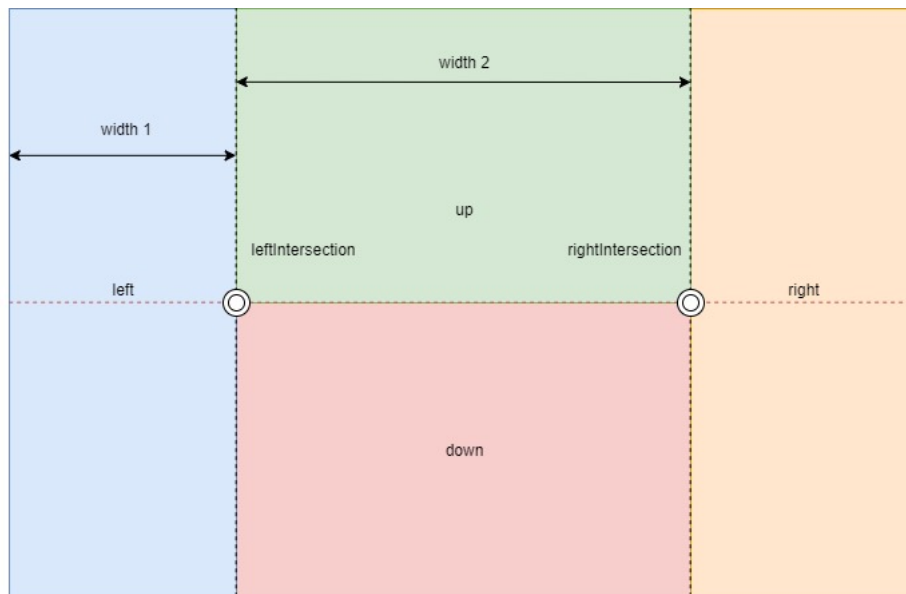 width 2
width 1
up
leftIntersection
rightIntersection
left
right
down